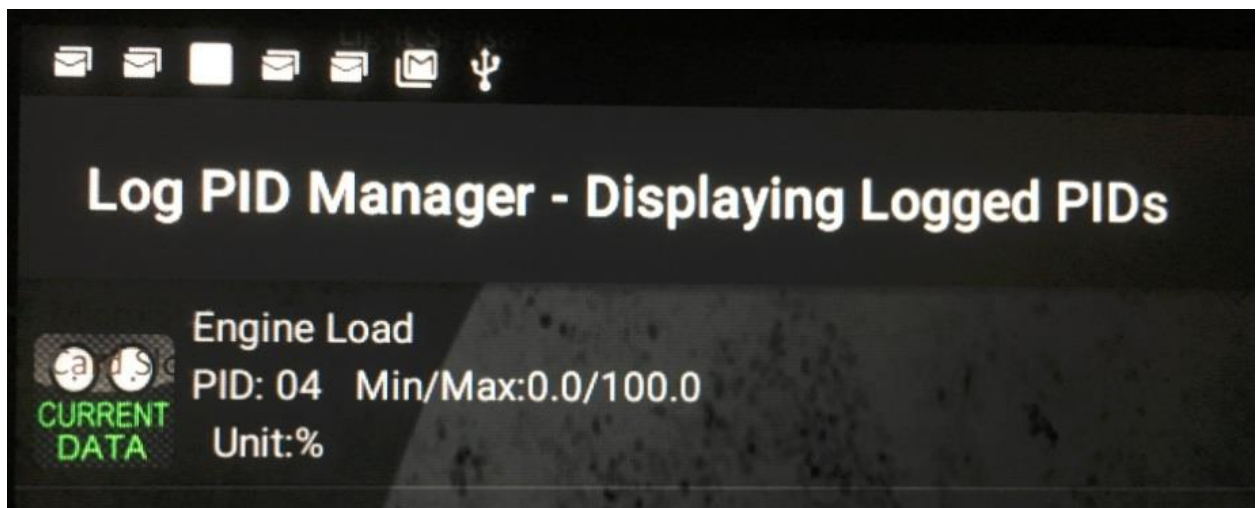 Log PID Manager - Displaying Logged PIDs
Engine Load
PID: 04 Min/Max:0.0/100.0
CURRENT
DATA
Unit:%